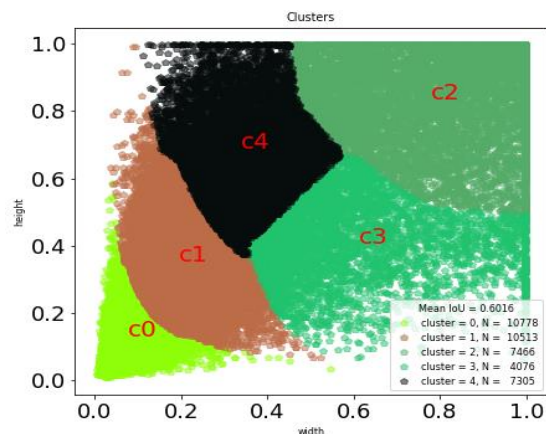 Clusters
1.0
0.8
0.6
0.4
0.2
0.0
height
c2
c4
c3
c1
c0
Mean IoU = 0.6016
cluster = 0, N = 10778
cluster = 1, N = 10513
cluster = 2, N = 7466
cluster = 3, N = 4076
cluster = 4, N = 7305
0.0 0.2 0.4 0.6 0.8 1.0
width